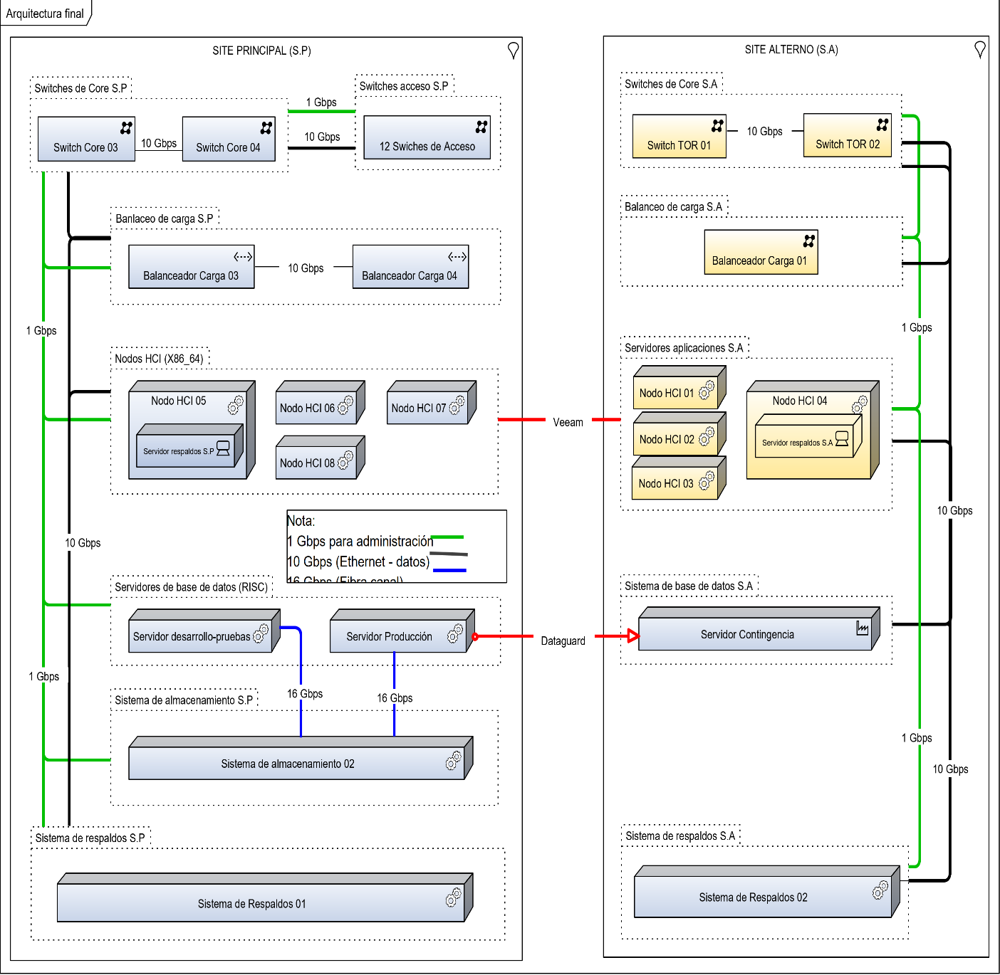 Arquitectura final
SITE PRINCIPAL (S.P)
Switches de Core S.P
Switch Core 03
10 Gbps
Switch Core 04
1 Gbps
10 Gbps
Switches acceso S.P
12 Swiches de Acceso
Banlaceo de carga S.P
Balanceador Carga 03
10 Gbps
Balanceador Carga 04
1 Gbps
Nodos HCI (X86_64)
Nodo HCI 05
Servidor respaldos S.P
Nodo HCI 06
Nodo HCI 07
Nodo HCI 08
Nota:
1 Gbps para administración
10 Gbps (Ethernet - datos)
16 Gbps (Fibra canal)
10 Gbps
Servidores de base de datos (RISC)
Servidor desarrollo-pruebas
Servidor Producción
1 Gbps
16 Gbps
16 Gbps
Sistema de almacenamiento S.P
Sistema de almacenamiento 02
Sistema de respaldos S.P
Sistema de Respaldos 01
Veeam
Dataguard
SITE ALTERNO (S.A)
Switches de Core S.A
Switch TOR 01
10 Gbps
Switch TOR 02
Balanceo de carga S.A
Balanceador Carga 01
1 Gbps
Servidores aplicaciones S.A
Nodo HCI 01
Nodo HCI 02
Nodo HCI 03
Nodo HCI 04
Servidor respaldos S.A
10 Gbps
Sistema de base de datos S.A
Servidor Contingencia
1 Gbps
10 Gbps
Sistema de respaldos S.A
Sistema de Respaldos 02